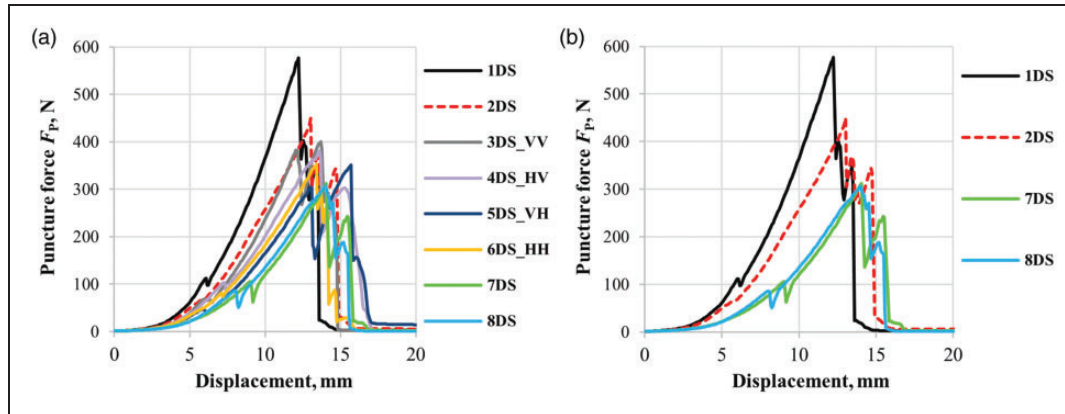 (a)
Puncture force FP, N
600
500
400
300
200
100
0
0 5 10 15 20
Displacement, mm
1DS
2DS
3DS_VV
4DS_HV
5DS_VH
6DS_HH
7DS
8DS
(b)
Puncture force FP, N
600
500
400
300
200
100
0
0 5 10 15 20
Displacement, mm
1DS
2DS
7DS
8DS